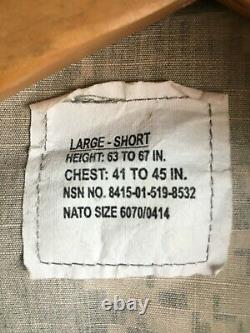 LARGE - SHORT
HEIGHT: 63 TO 67 IN.
CHEST: 41 TO 45 IN.
NSN NO. 8415-01-519-8532
NATO SIZE 6070/0414